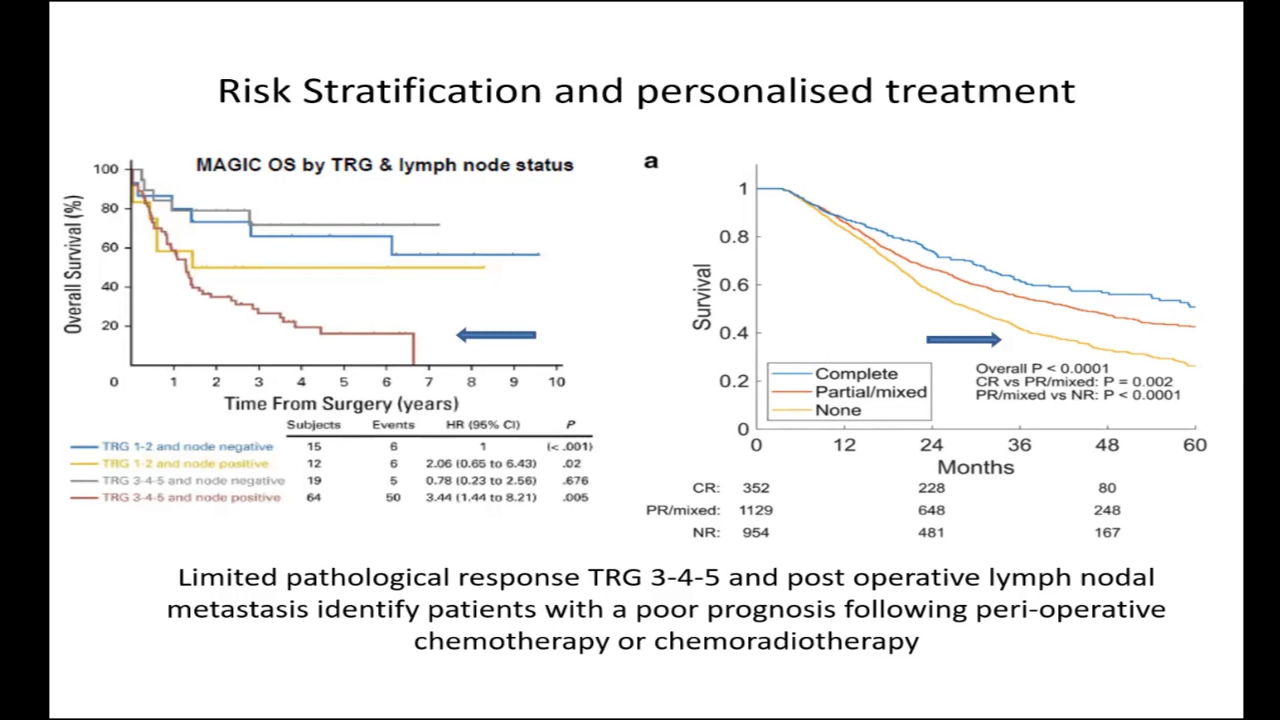 Risk Stratification and personalised treatment
MAGIC OS by TRG & lymph node status
Overall Survival (%)
100
80
60
40
20
0
1 2 3 4 5 6 7 8 9 10
Time From Surgery (years)
Subjects Events HR (95% CI) P
TRG 1-2 and node negative 15 6 1 (< .001)
TRG 1-2 and node positive 12 6 2.06 (0.65 to 6.43) .02
TRG 3-4-5 and node negative 19 5 0.78 (0.23 to 2.56) .676
TRG 3-4-5 and node positive 64 50 3.44 (1.44 to 8.21) .005
a
Survival
1
0.8
0.6
0.4
0.2
0
Complete
Partial/mixed
None
Overall P < 0.0001
CR vs PR/mixed: P = 0.002
PR/mixed vs NR: P < 0.0001
0 12 24 36 48 60
Months
CR: 352 228 80
PR/mixed: 1129 648 248
NR: 954 481 167
Limited pathological response TRG 3-4-5 and post operative lymph nodal
metastasis identify patients with a poor prognosis following peri-operative
chemotherapy or chemoradiotherapy